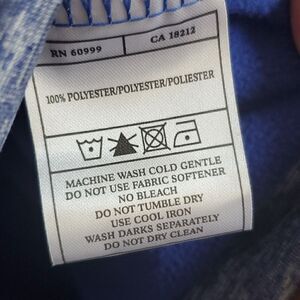 RN 60999 CA 18212
100% POLYESTER/POLYESTER/POLIESTER
MACHINE WASH COLD GENTLE
DO NOT USE FABRIC SOFTENER
NO BLEACH
DO NOT TUMBLE DRY
USE COOL IRON
WASH DARKS SEPARATELY
DO NOT DRY CLEAN